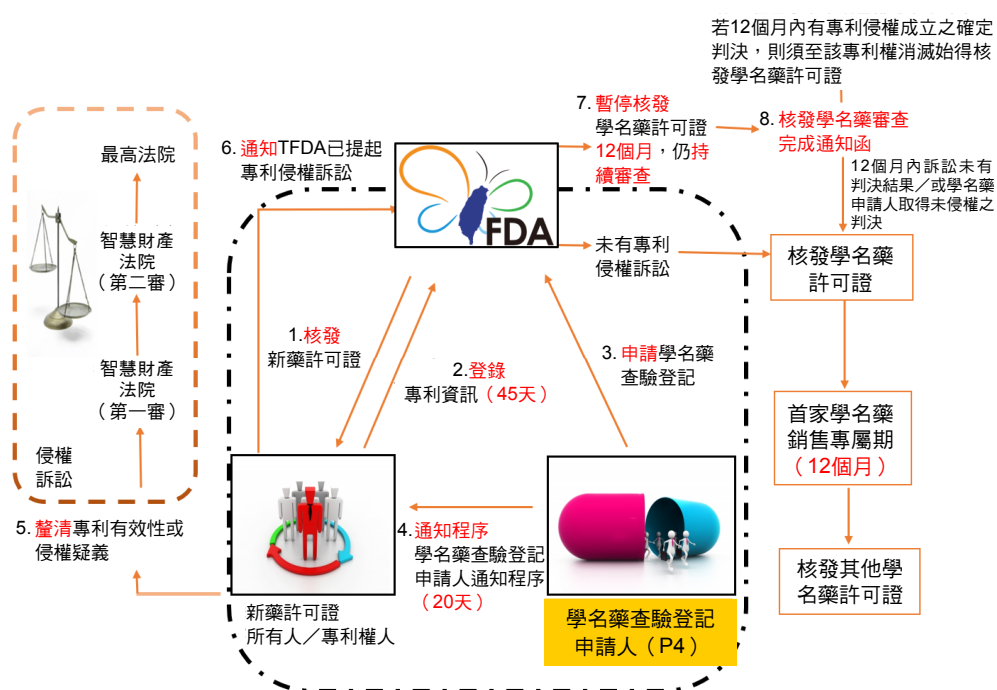 若12個月內有專利侵權成立之確定
判決，則須至該專利權消滅始得核
發學名藥許可證
7. 暫停核發
學名藥許可證
12個月，仍持
續審查
8. 核發學名藥審查
完成通知函
6. 通知TFDA已提起
專利侵權訴訟
最高法院
12個月內訴訟未有
判決結果／或學名藥
申請人取得未侵權之
判決
FDA
未有專利
侵權訴訟
核發學名藥
許可證
智慧財產
法院
（第二審）
1.核發
新藥許可證
2.登錄
專利資訊（45天）
3. 申請學名藥
查驗登記
智慧財產
法院
（第一審）
首家學名藥
銷售專屬期
（12個月）
侵權
訴訟
5. 釐清專利有效性或
侵權疑義
4.通知程序
學名藥查驗登記
申請人通知程序
（20天）
核發其他學
名藥許可證
新藥許可證
所有人／專利權人
學名藥查驗登記
申請人（P4）